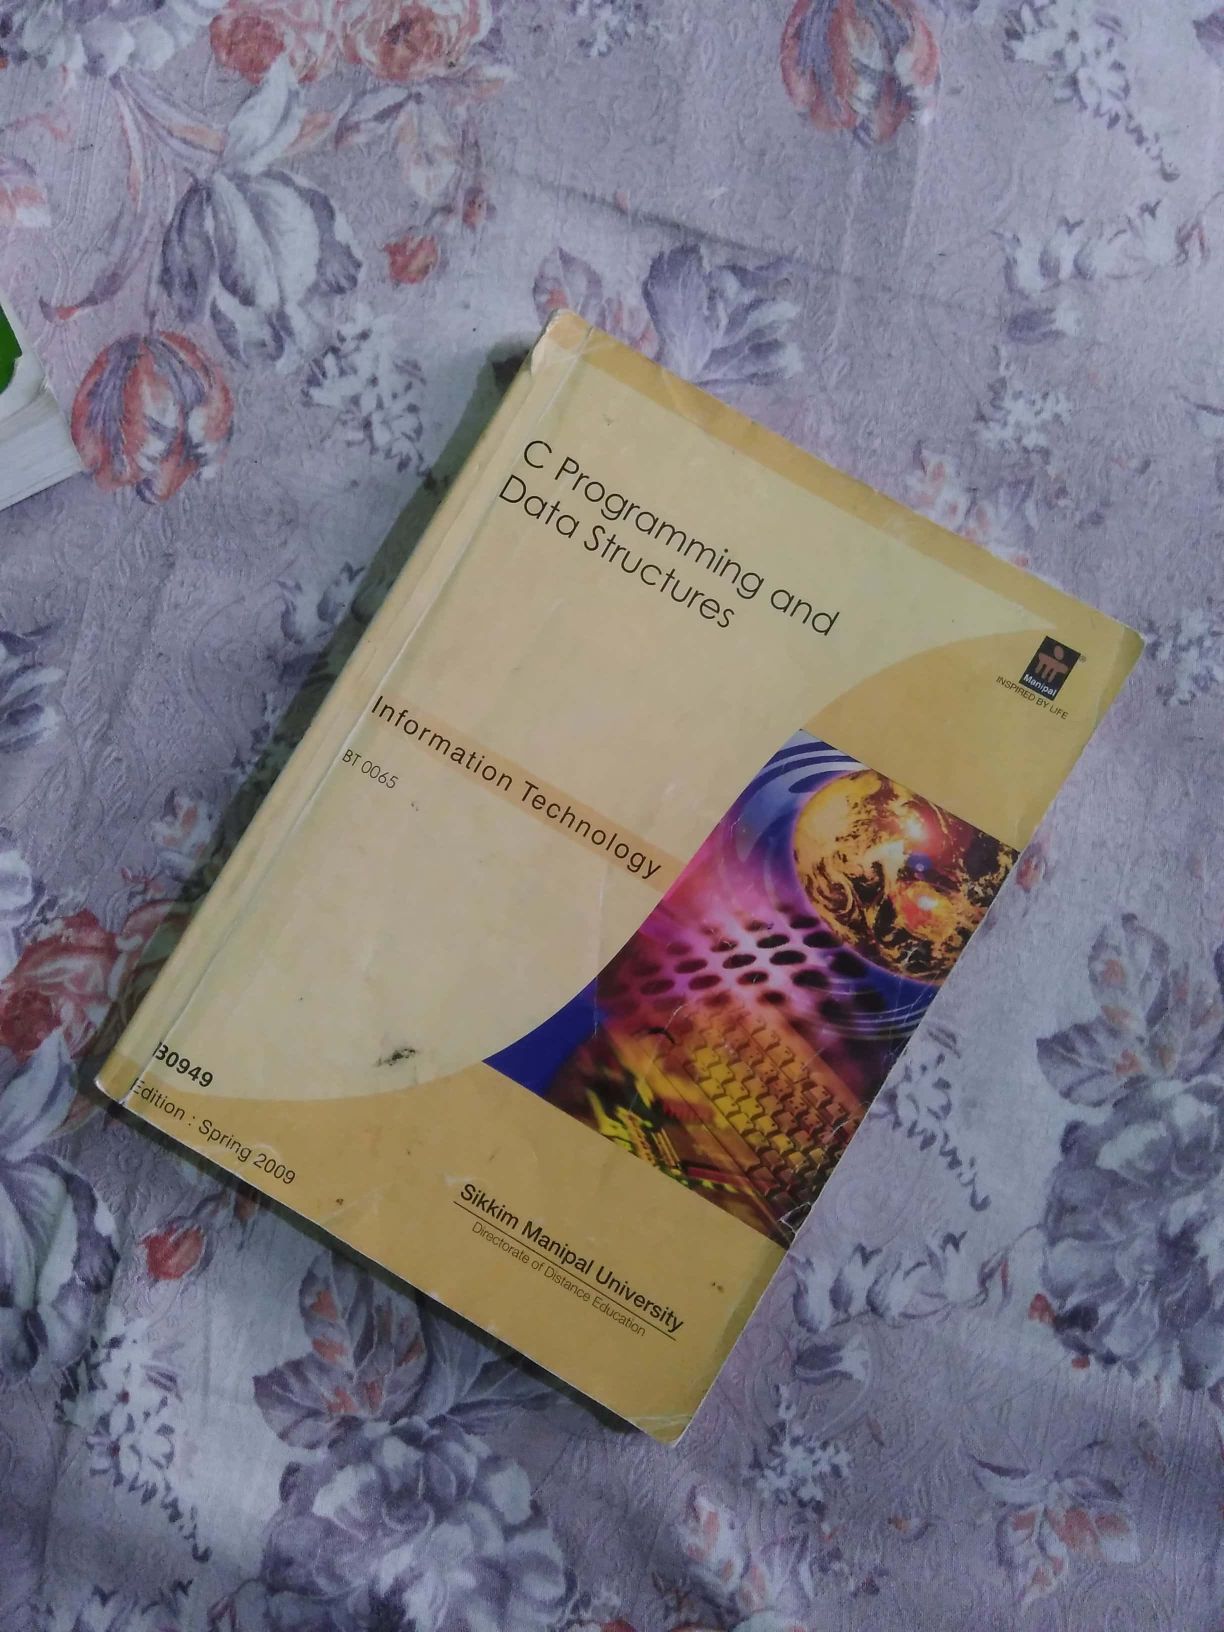 C Programming and
Data Structures
Manipal
®
INSPIRED BY LIFE
Information Technology
BT 0065
B0949
Edition : Spring 2009
Sikkim Manipal University
Directorate of Distance Education